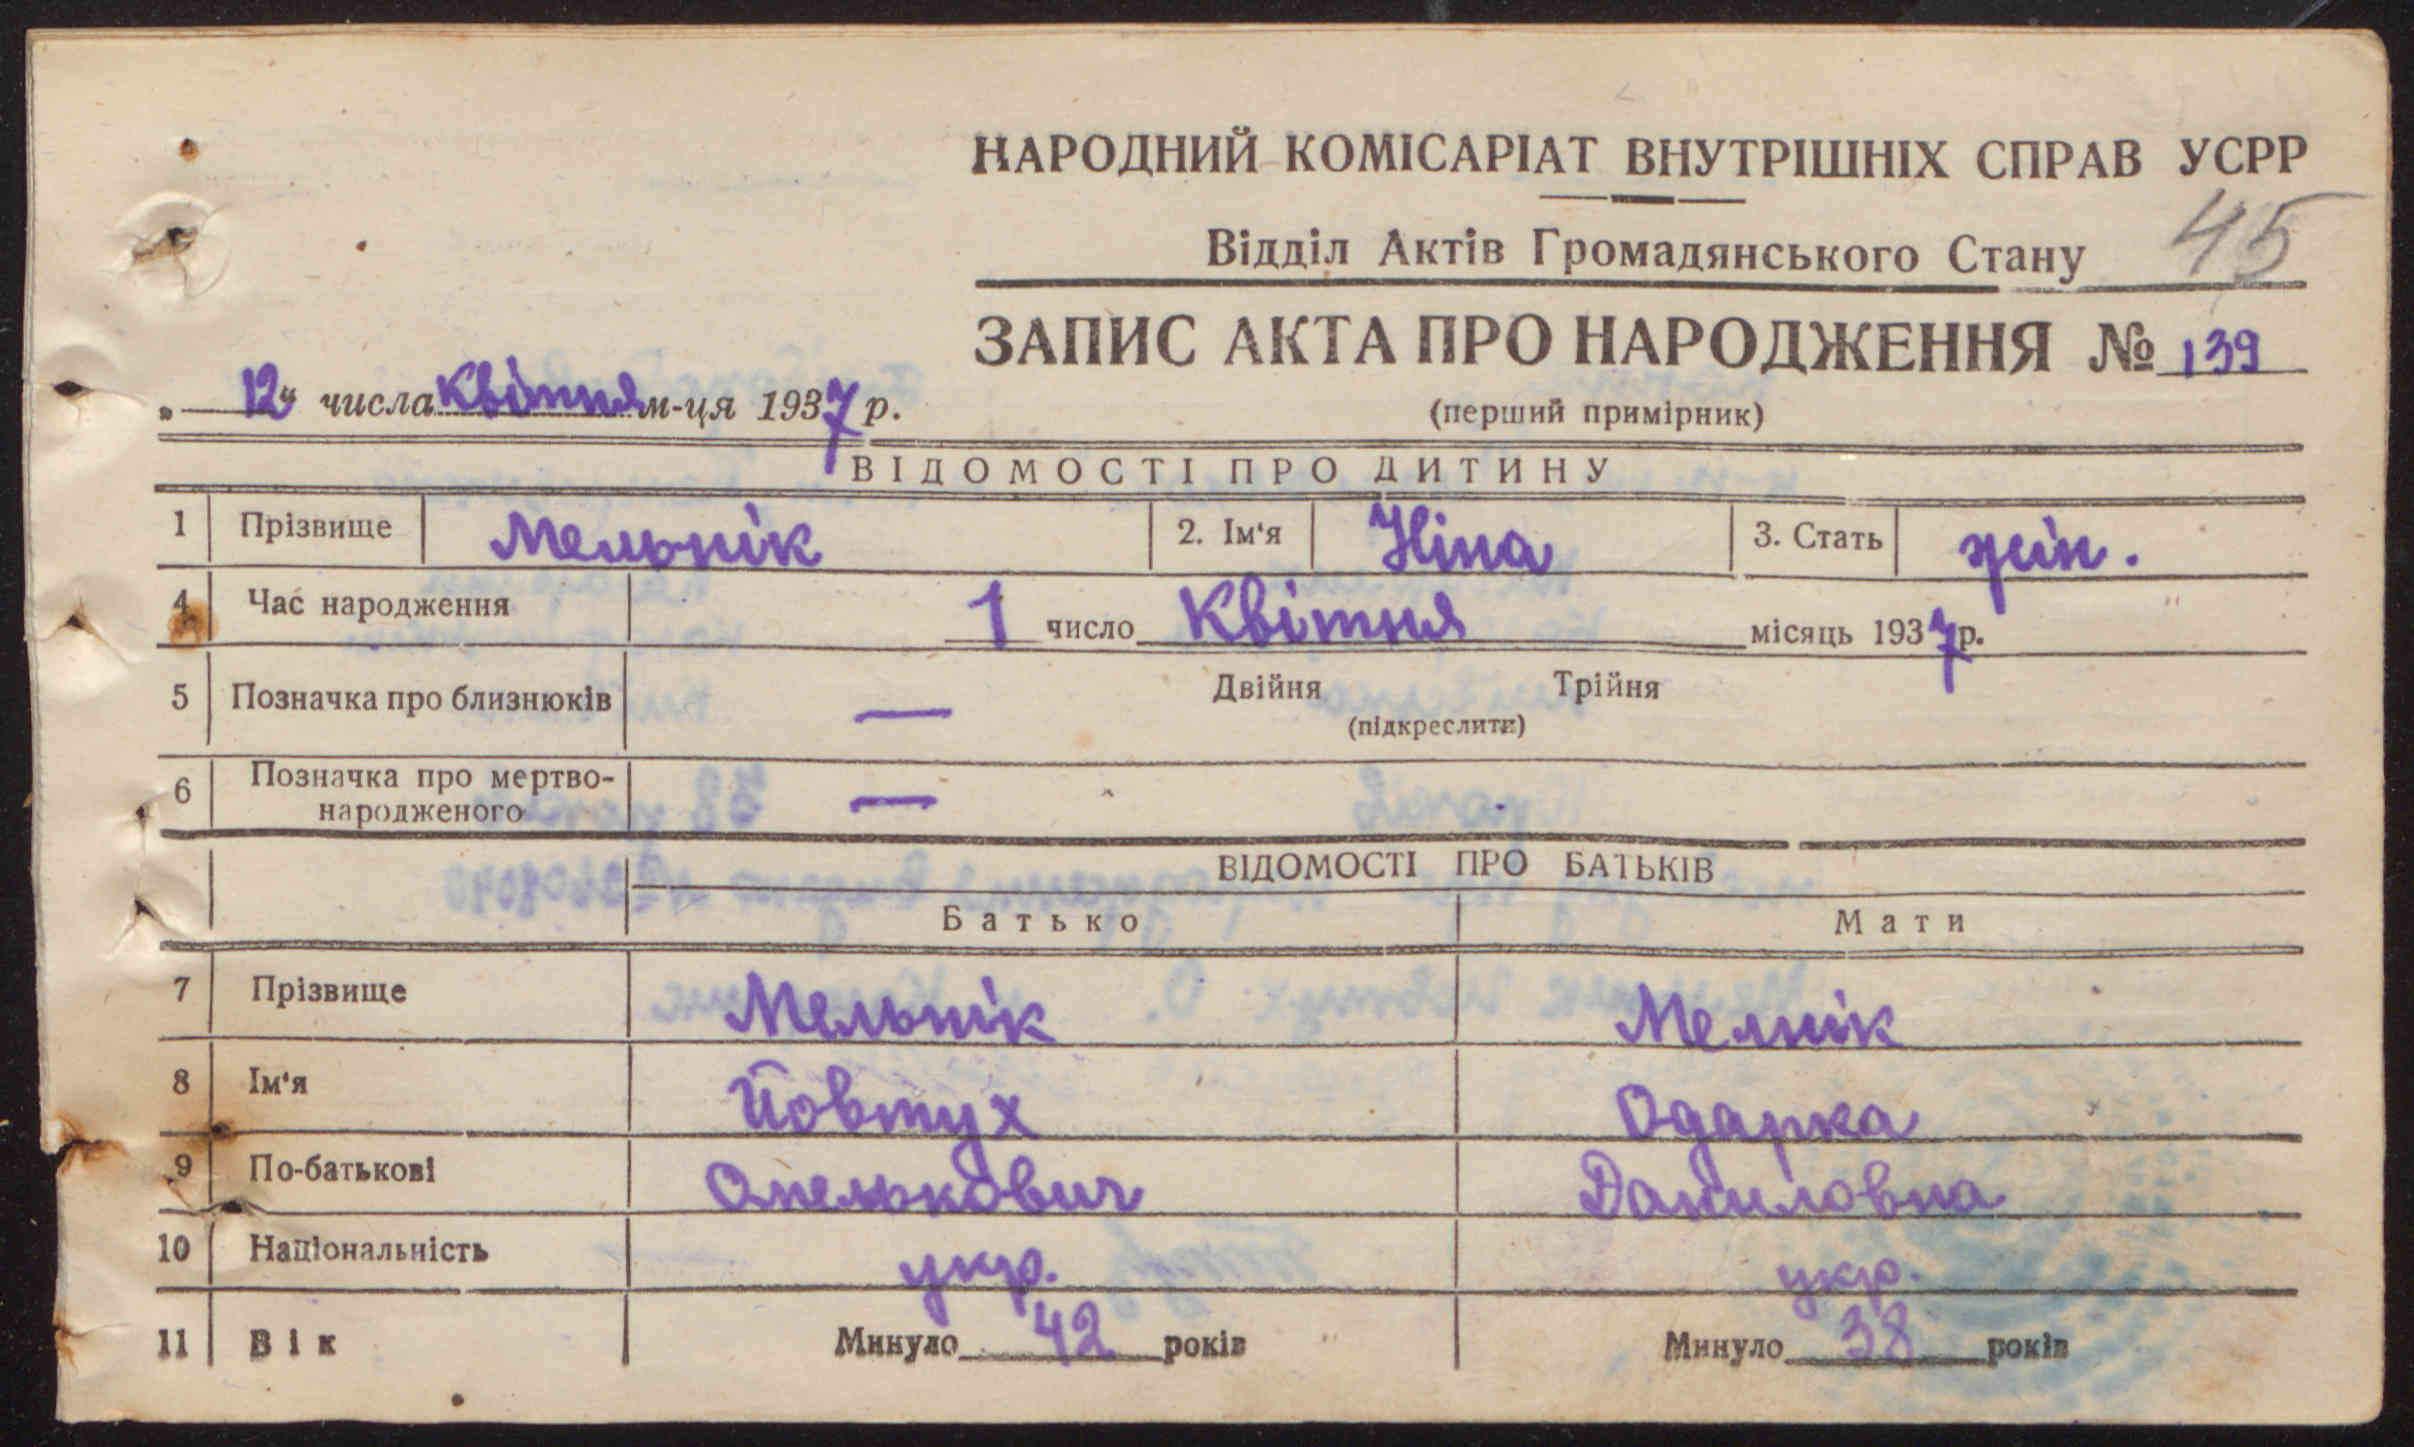 НАРОДНИЙ КОМІСАРІАТ ВНУТРІШНІХ СПРАВ УСРР
Відділ Актів Громадянського Стану 45
ЗАПИС АКТА ПРО НАРОДЖЕННЯ № 139
„ 12 “ числа Квітня м-ця 1937 р.
(перший примірник)
ВІДОМОСТІ ПРО ДИТИНУ
1 Прізвище Мельнік 2. Ім‘я Ніна 3. Стать жін.
4 Час народження 1 число Квітня місяць 1937 р.
5 Позначка про близнюків — Двійня Трійня
(підкреслити)
6 Позначка про мертво-
народженого —
ВІДОМОСТІ ПРО БАТЬКІВ
Батько Мати
7 Прізвище Мельнік Мелнік
8 Ім‘я Йовтух Одарка
9 По-батькові Омелькович Даниловна
10 Національність укр. укр.
11 Вік Минуло 42 років Минуло 38 років